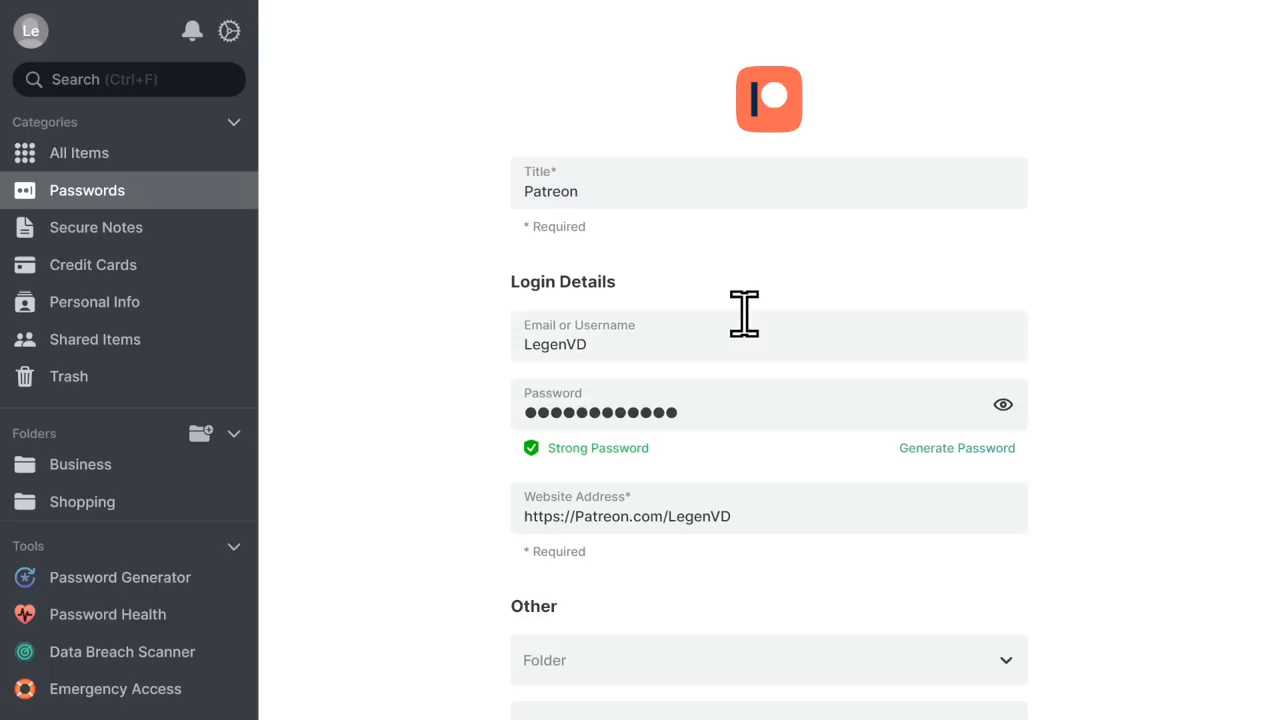 Le
Search (Ctrl+F)
Categories
All Items
Passwords
Secure Notes
Credit Cards
Personal Info
Shared Items
Trash
Folders
Business
Shopping
Tools
Password Generator
Password Health
Data Breach Scanner
Emergency Access
Title*
Patreon
* Required
Login Details
Email or Username
LegenVD
Password
●●●●●●●●●●●●
Strong Password
Generate Password
Website Address*
https://Patreon.com/LegenVD
* Required
Other
Folder